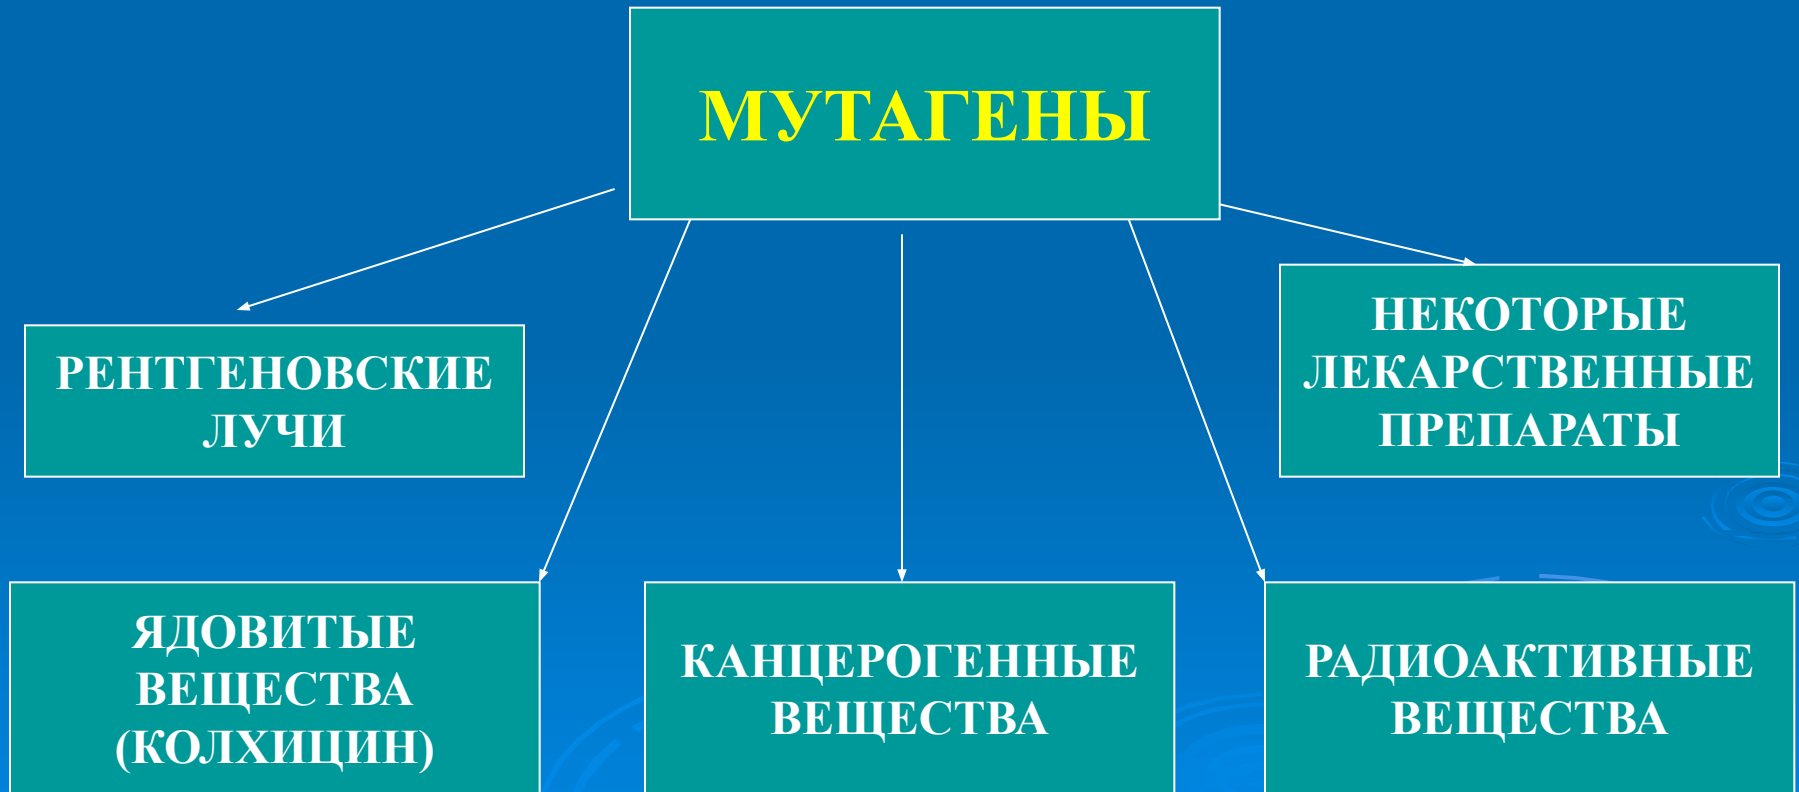 МУТАГЕНЫ
РЕНТГЕНОВСКИЕ
ЛУЧИ
НЕКОТОРЫЕ
ЛЕКАРСТВЕННЫЕ
ПРЕПАРАТЫ
ЯДОВИТЫЕ
ВЕЩЕСТВА
(КОЛХИЦИН)
КАНЦЕРОГЕННЫЕ
ВЕЩЕСТВА
РАДИОАКТИВНЫЕ
ВЕЩЕСТВА